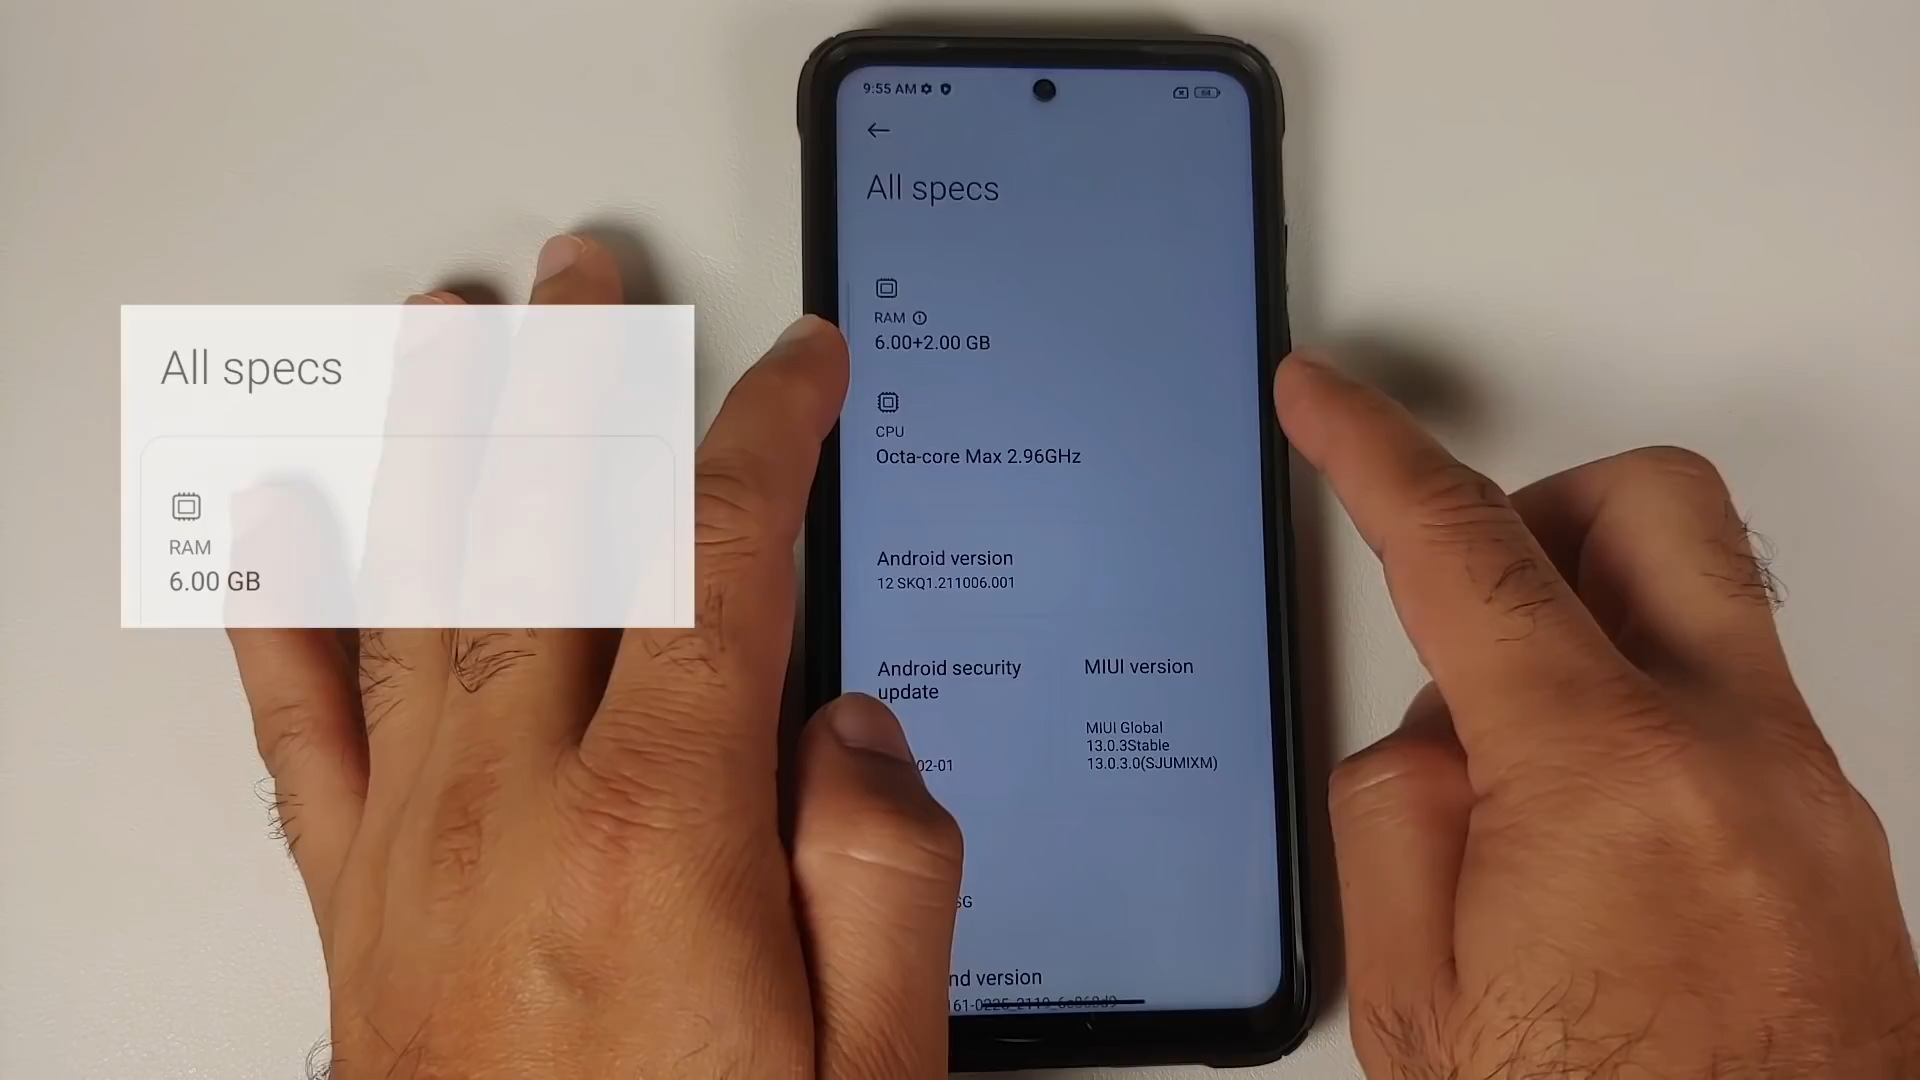 9:55 AM
All specs
RAM
6.00+2.00 GB
CPU
Octa-core Max 2.96GHz
Android version
12 SKQ1.211006.001
Android security
update
02-01
MIUI version
MIUI Global
13.0.3Stable
13.0.3.0(SJUMIXM)
SG
nd version
All specs
RAM
6.00 GB